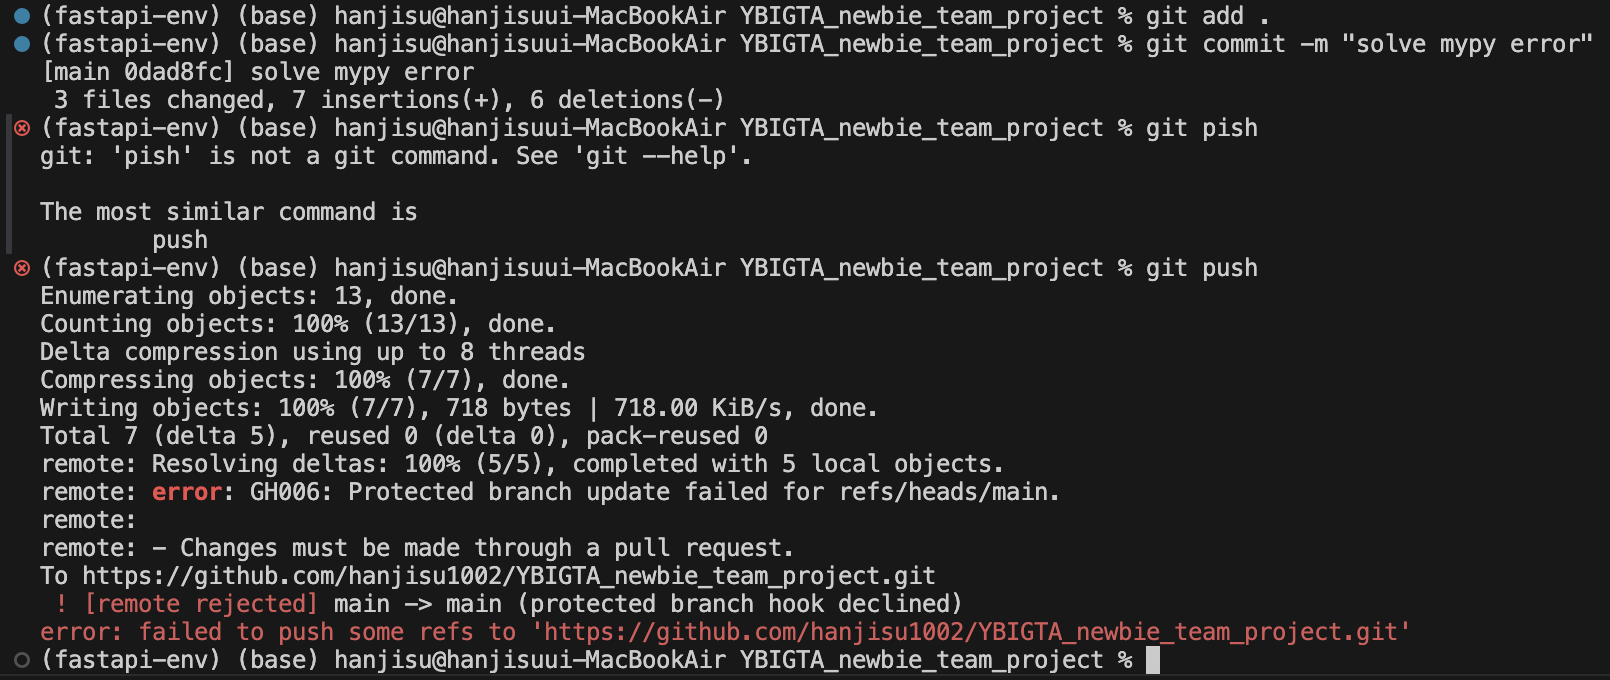 (fastapi-env) (base) hanjisu@hanjisuui-MacBookAir YBIGTA_newbie_team_project % git add .
(fastapi-env) (base) hanjisu@hanjisuui-MacBookAir YBIGTA_newbie_team_project % git commit -m "solve mypy error"
[main 0dad8fc] solve mypy error
 3 files changed, 7 insertions(+), 6 deletions(-)
(fastapi-env) (base) hanjisu@hanjisuui-MacBookAir YBIGTA_newbie_team_project % git pish
git: 'pish' is not a git command. See 'git --help'.

The most similar command is
        push
(fastapi-env) (base) hanjisu@hanjisuui-MacBookAir YBIGTA_newbie_team_project % git push
Enumerating objects: 13, done.
Counting objects: 100% (13/13), done.
Delta compression using up to 8 threads
Compressing objects: 100% (7/7), done.
Writing objects: 100% (7/7), 718 bytes | 718.00 KiB/s, done.
Total 7 (delta 5), reused 0 (delta 0), pack-reused 0
remote: Resolving deltas: 100% (5/5), completed with 5 local objects.
remote: error: GH006: Protected branch update failed for refs/heads/main.
remote:
remote: - Changes must be made through a pull request.
To https://github.com/hanjisu1002/YBIGTA_newbie_team_project.git
 ! [remote rejected] main -> main (protected branch hook declined)
error: failed to push some refs to 'https://github.com/hanjisu1002/YBIGTA_newbie_team_project.git'
(fastapi-env) (base) hanjisu@hanjisuui-MacBookAir YBIGTA_newbie_team_project %